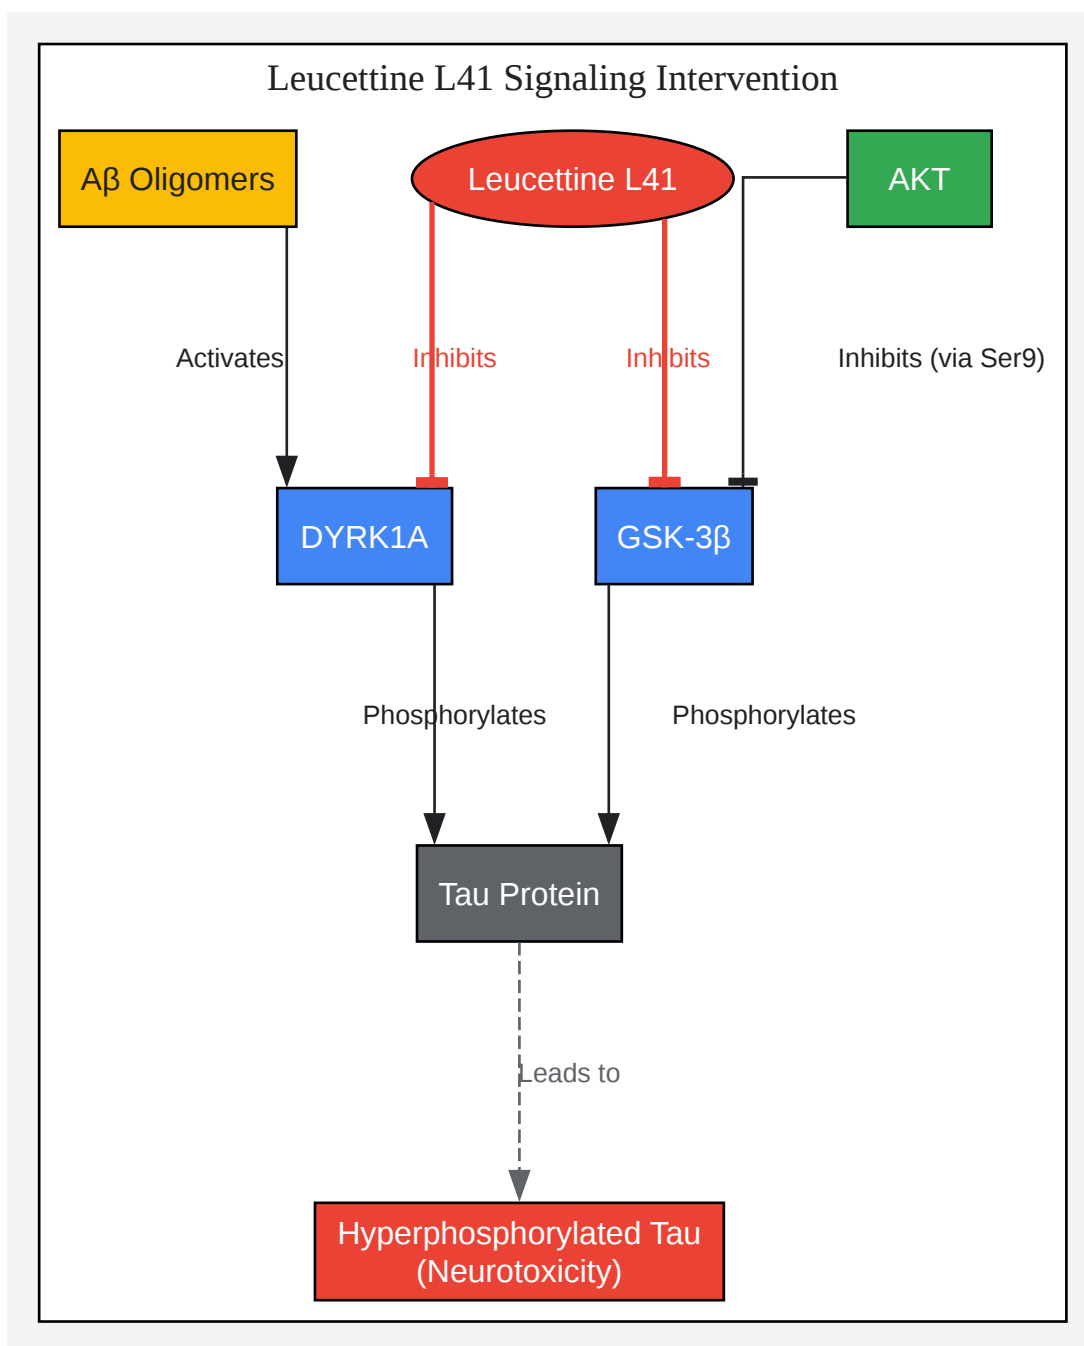 Leucettine L41 Signaling Intervention
Aβ Oligomers
Leucettine L41
AKT
Activates
Inhibits
Inhibits
Inhibits (via Ser9)
DYRK1A
GSK-3β
Phosphorylates
Phosphorylates
Tau Protein
Leads to
Hyperphosphorylated Tau
(Neurotoxicity)